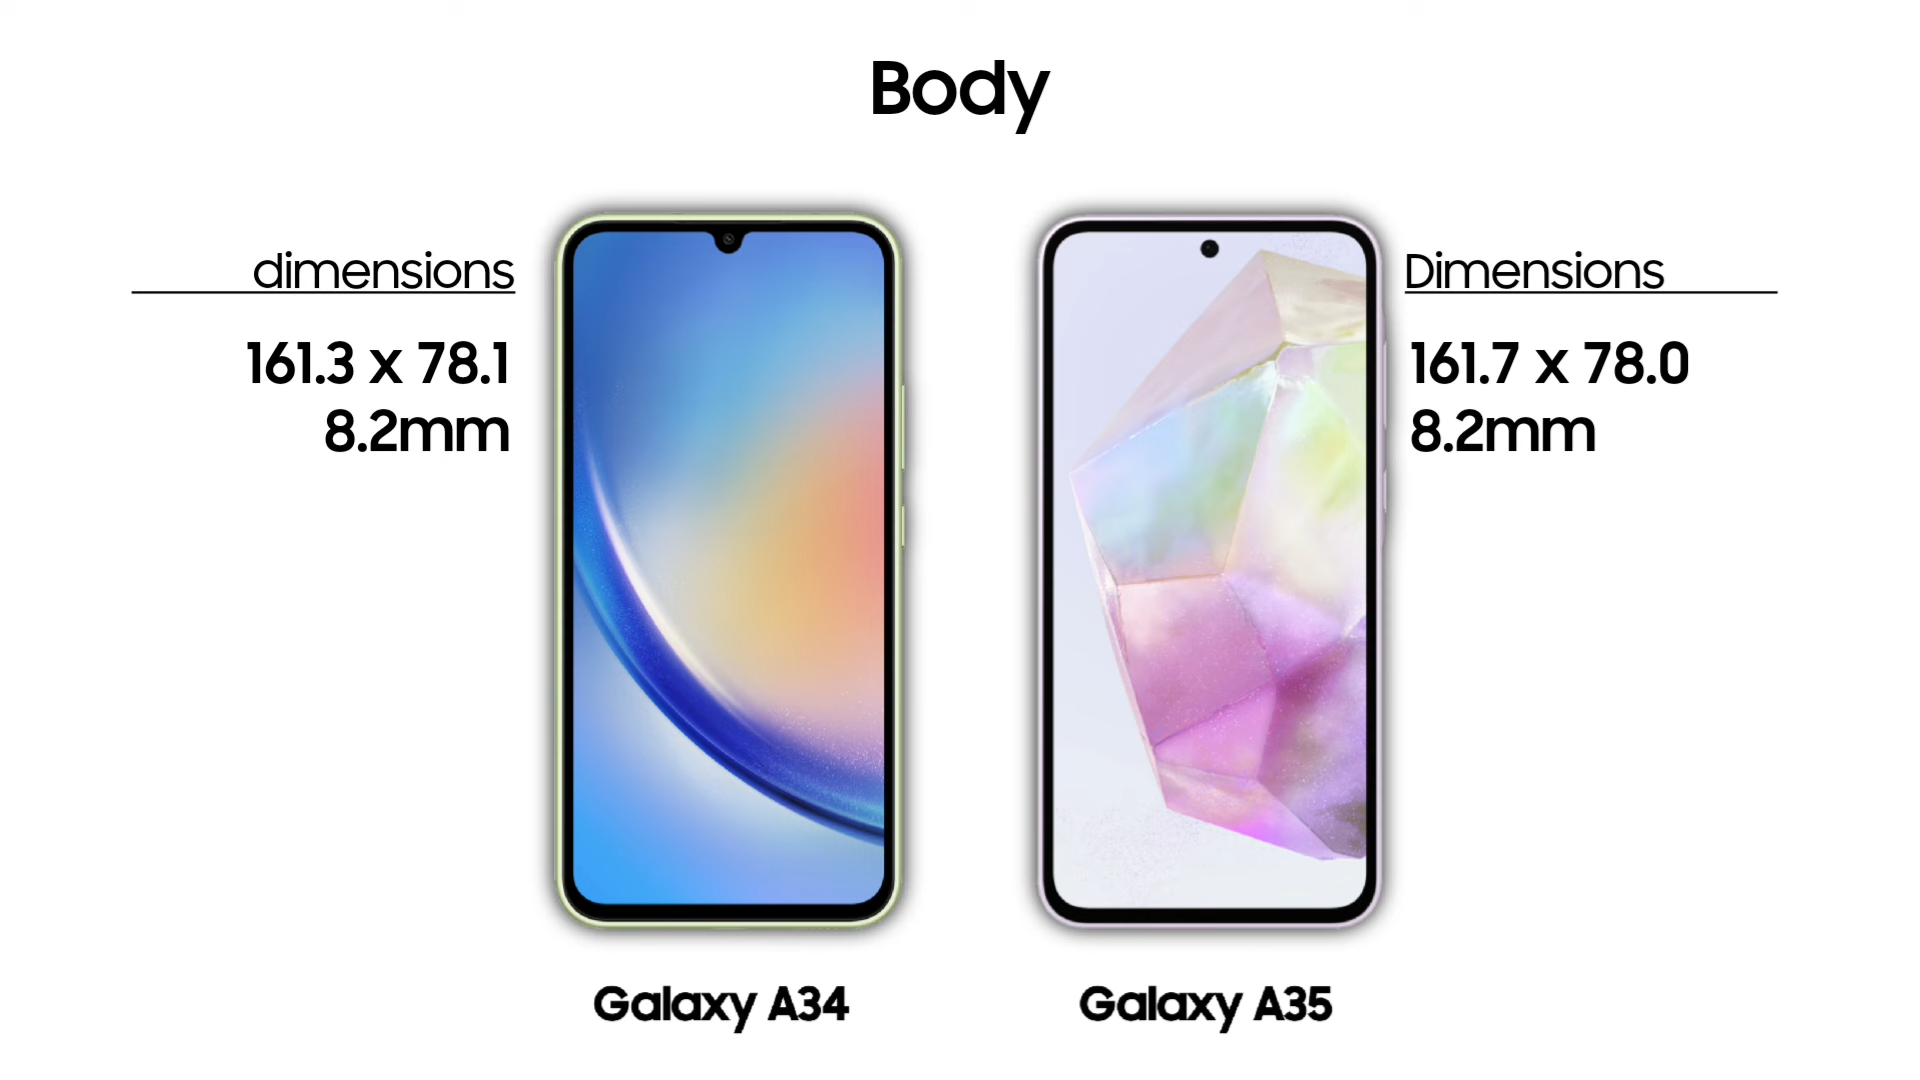 Body
dimensions
161.3 x 78.1
8.2mm
Dimensions
161.7 x 78.0
8.2mm
Galaxy A34
Galaxy A35